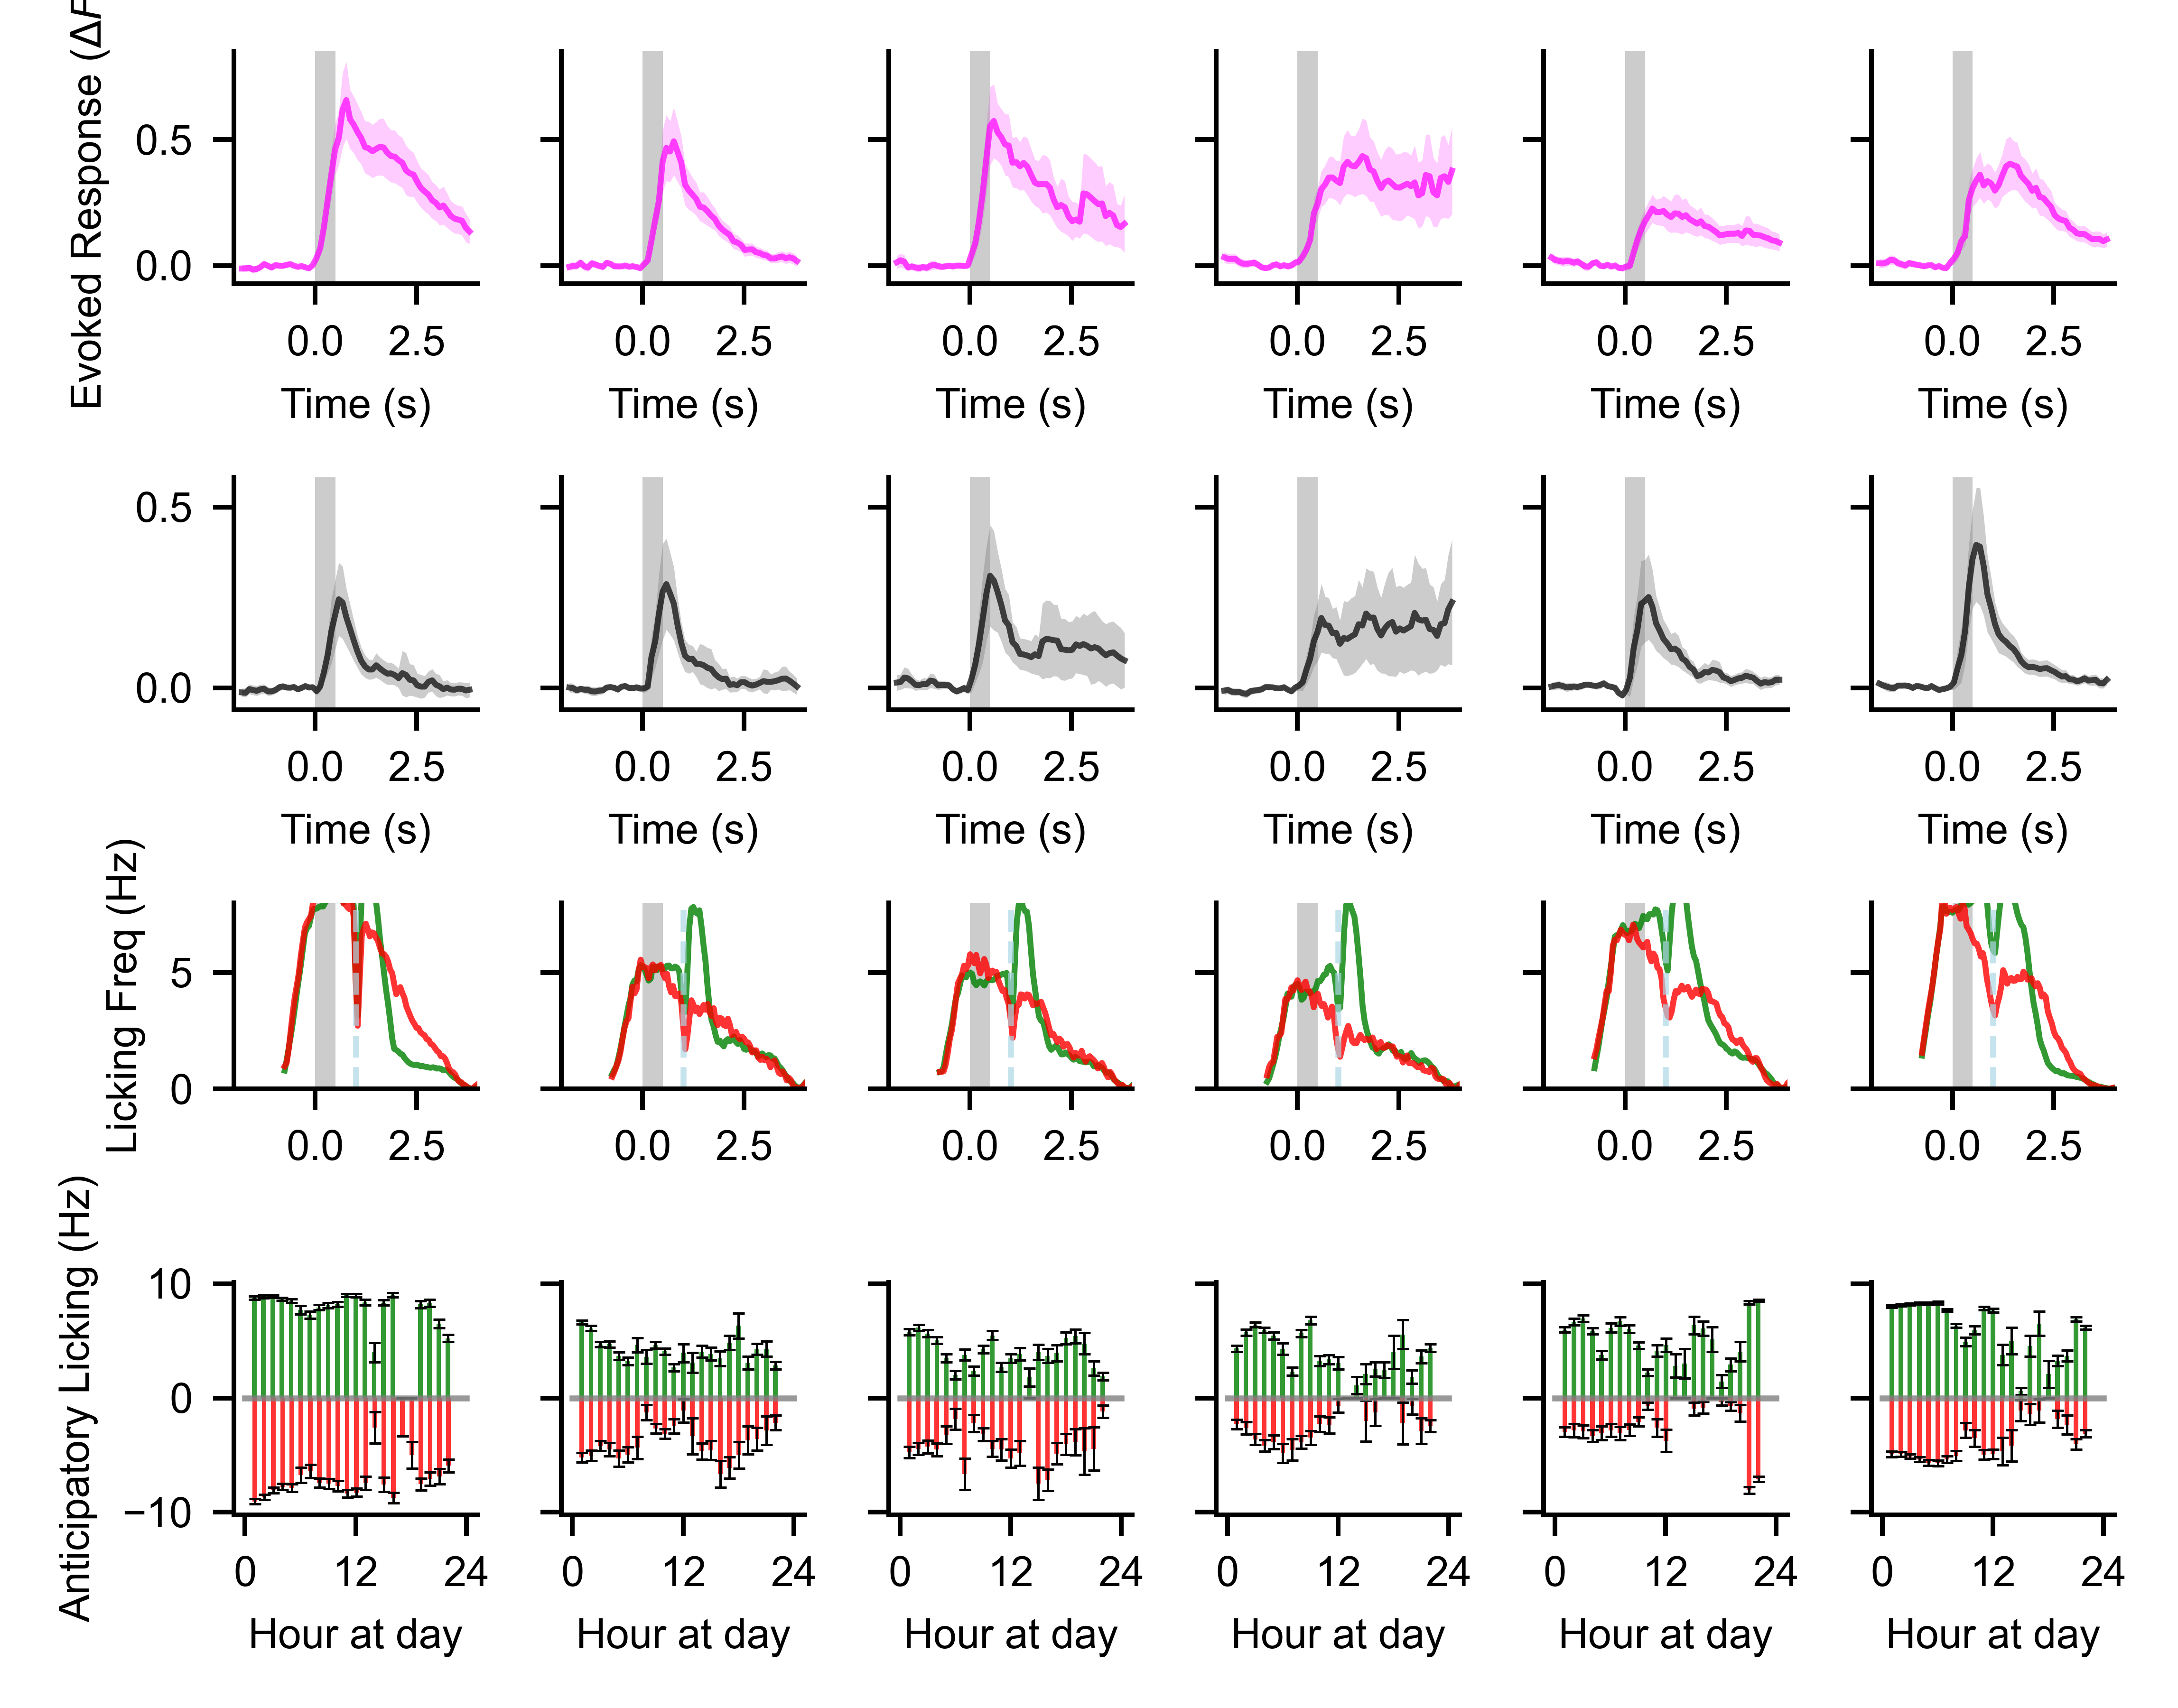 Evoked Response (ΔF
0.5
0.0
0.0 2.5 0.0 2.5 0.0 2.5 0.0 2.5 0.0 2.5 0.0 2.5
Time (s) Time (s) Time (s) Time (s) Time (s) Time (s)
0.5
0.0
0.0 2.5 0.0 2.5 0.0 2.5 0.0 2.5 0.0 2.5 0.0 2.5
Time (s) Time (s) Time (s) Time (s) Time (s) Time (s)
Licking Freq (Hz)
5
0
0.0 2.5 0.0 2.5 0.0 2.5 0.0 2.5 0.0 2.5 0.0 2.5
Anticipatory Licking (Hz)
10
0
−10
0 12 24 0 12 24 0 12 24 0 12 24 0 12 24 0 12 24
Hour at day Hour at day Hour at day Hour at day Hour at day Hour at day